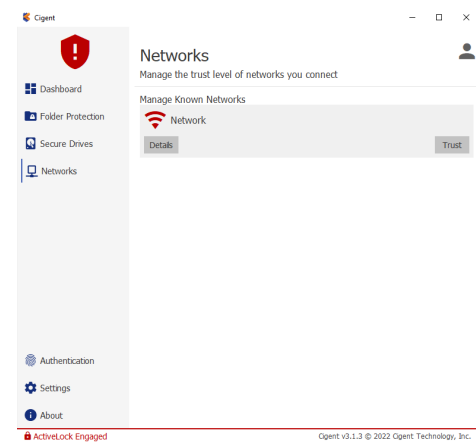 Cigent
Networks
Manage the trust level of networks you connect
Dashboard
Folder Protection
Secure Drives
Networks
Authentication
Settings
About
Manage Known Networks
Network
Details
Trust
ActiveLock Engaged
Cigent v3.1.3 © 2022 Cigent Technology, Inc.